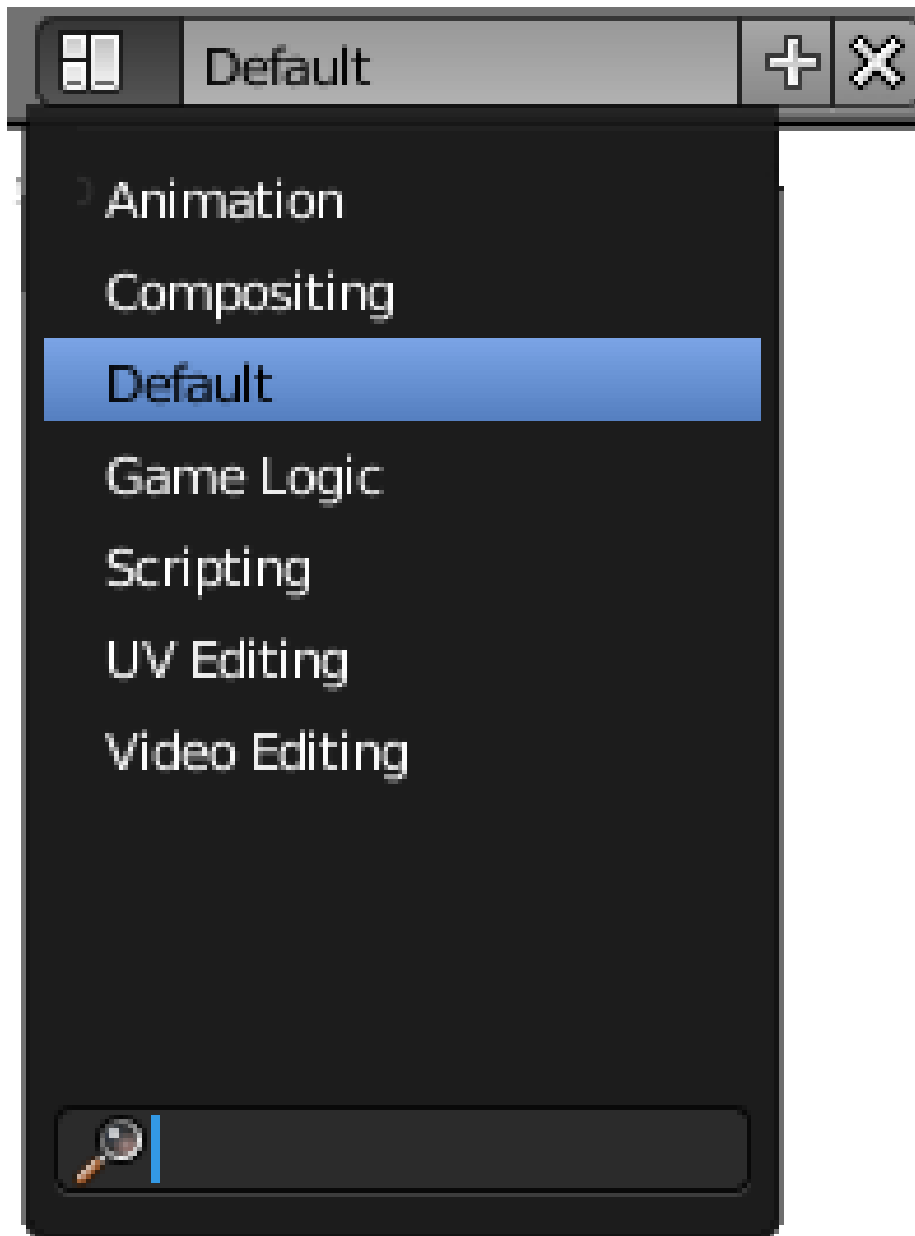 Default
Animation
Compositing
Default
Game Logic
Scripting
UV Editing
Video Editing